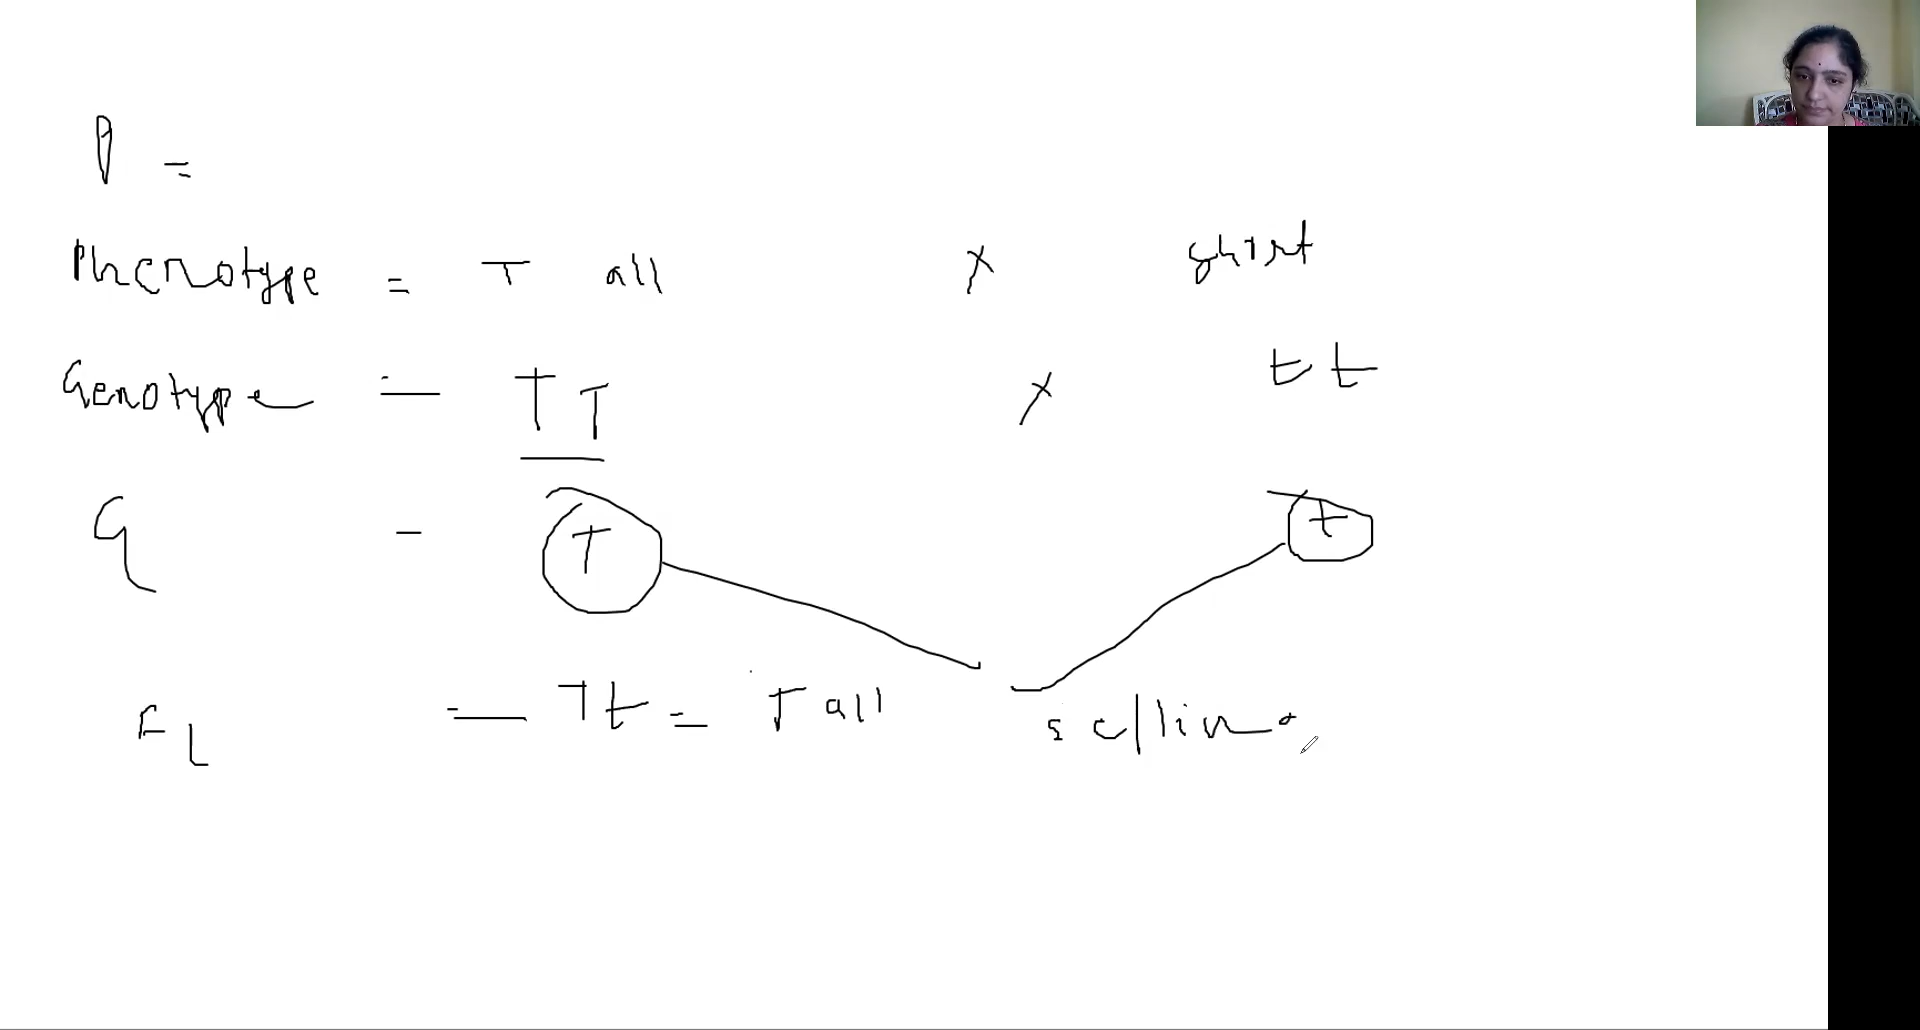 P =
Phenotype = Tall x short
Genotype - TT x tt
G - T t
F1 = Tt = Tall selfing